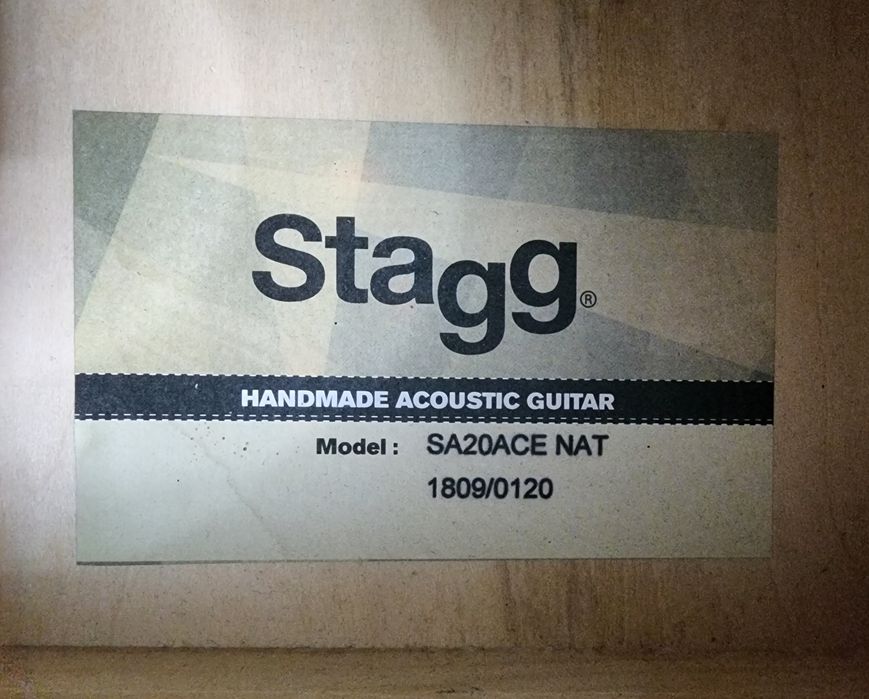 Stagg®
HANDMADE ACOUSTIC GUITAR
Model : SA20ACE NAT
1809/0120